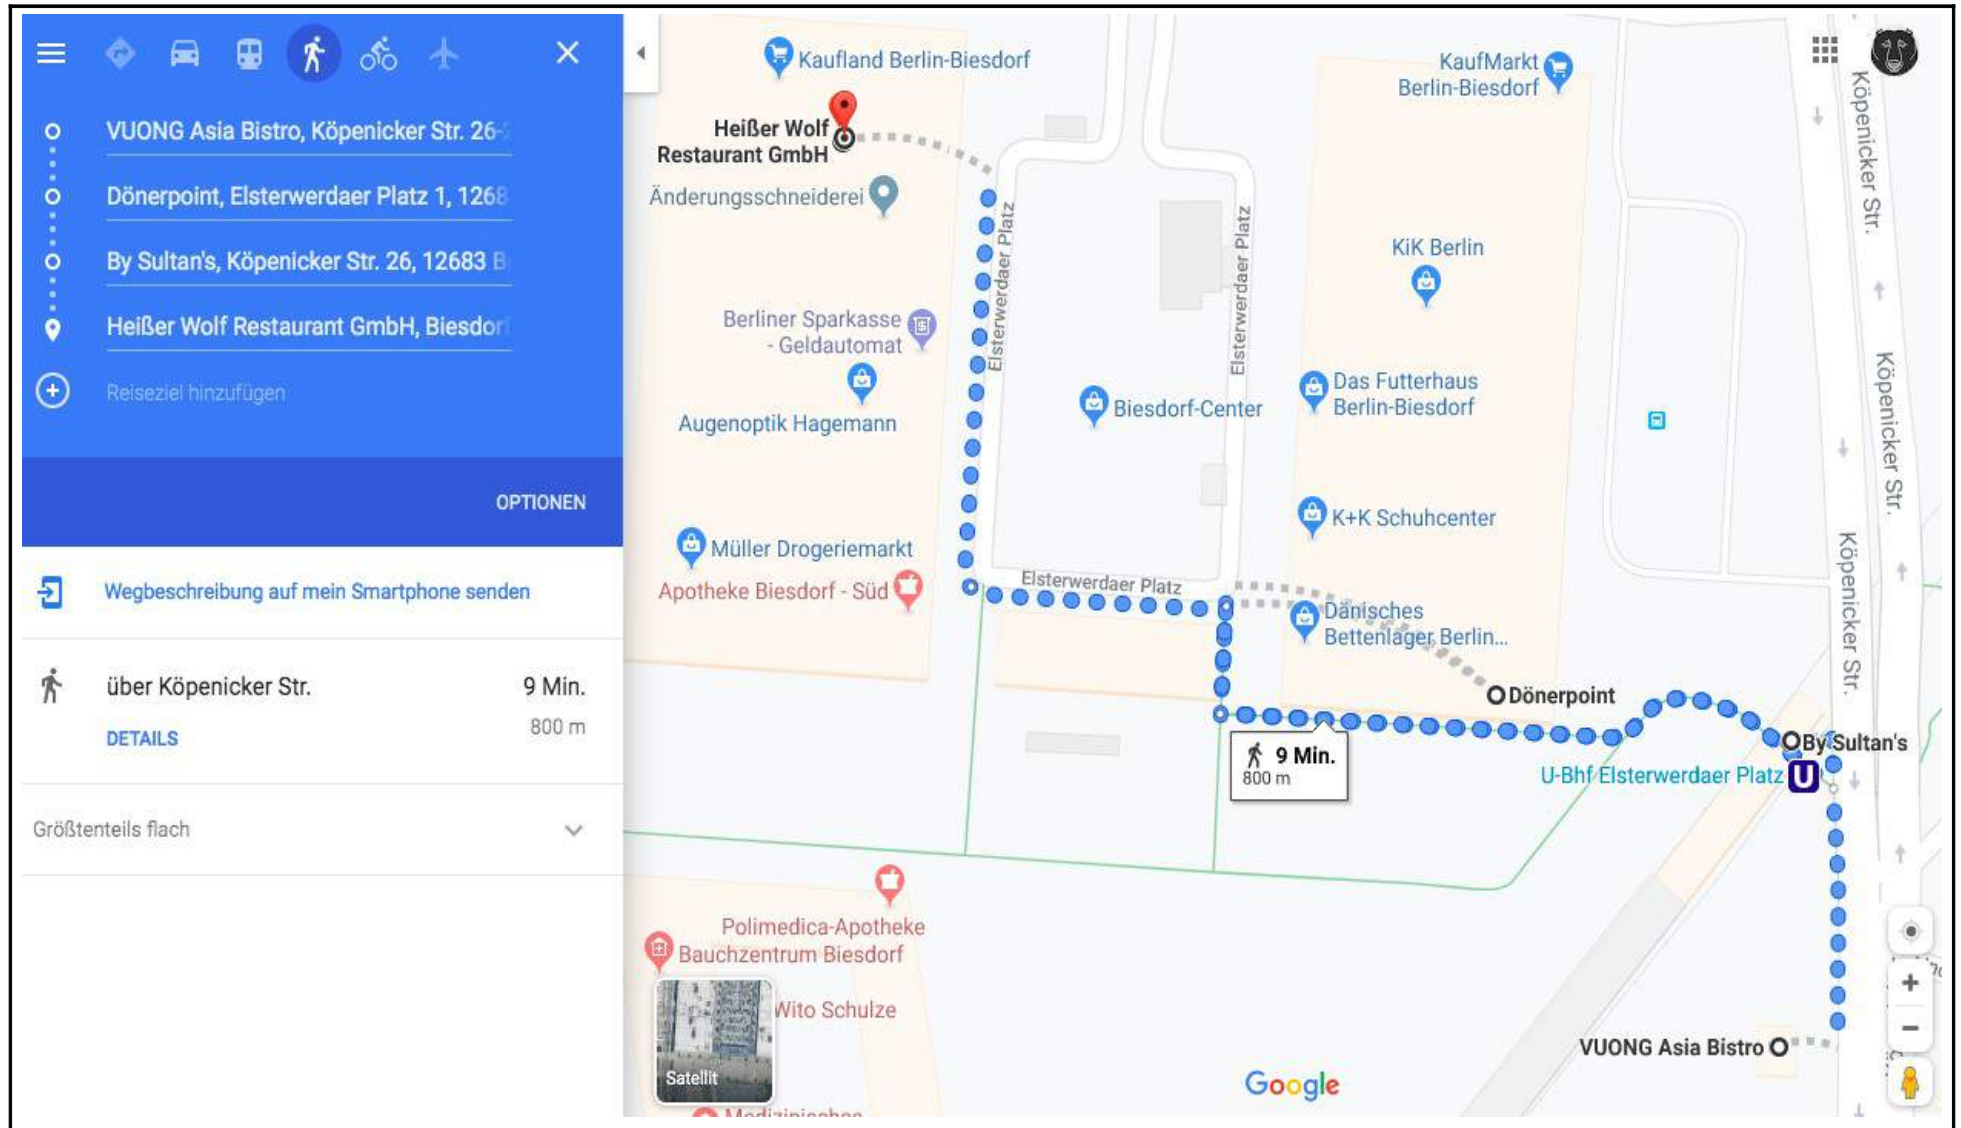 VUONG Asia Bistro, Köpenicker Str. 26-
Dönerpoint, Elsterwerdaer Platz 1, 1268
By Sultan's, Köpenicker Str. 26, 12683 B
Heißer Wolf Restaurant GmbH, Biesdorf
Reiseziel hinzufügen
OPTIONEN
Wegbeschreibung auf mein Smartphone senden
über Köpenicker Str.
9 Min.
800 m
DETAILS
Größtenteils flach
Kaufland Berlin-Biesdorf
KaufMarkt
Berlin-Biesdorf
Heißer Wolf
Restaurant GmbH
Änderungsschneiderei
Elsterwerdaer Platz
Elsterwerdaer Platz
KiK Berlin
Köpenicker Str.
Köpenicker Str.
Köpenicker Str.
Berliner Sparkasse
- Geldautomat
Augenoptik Hagemann
Biesdorf-Center
Das Futterhaus
Berlin-Biesdorf
K+K Schuhcenter
Müller Drogeriemarkt
Apotheke Biesdorf - Süd
Elsterwerdaer Platz
Dänisches
Bettenlager Berlin...
Dönerpoint
By Sultan's
U-Bhf Elsterwerdaer Platz
U
9 Min.
800 m
Polimedica-Apotheke
Bauchzentrum Biesdorf
Wito Schulze
Satellit
VUONG Asia Bistro
Google
Medizinisches